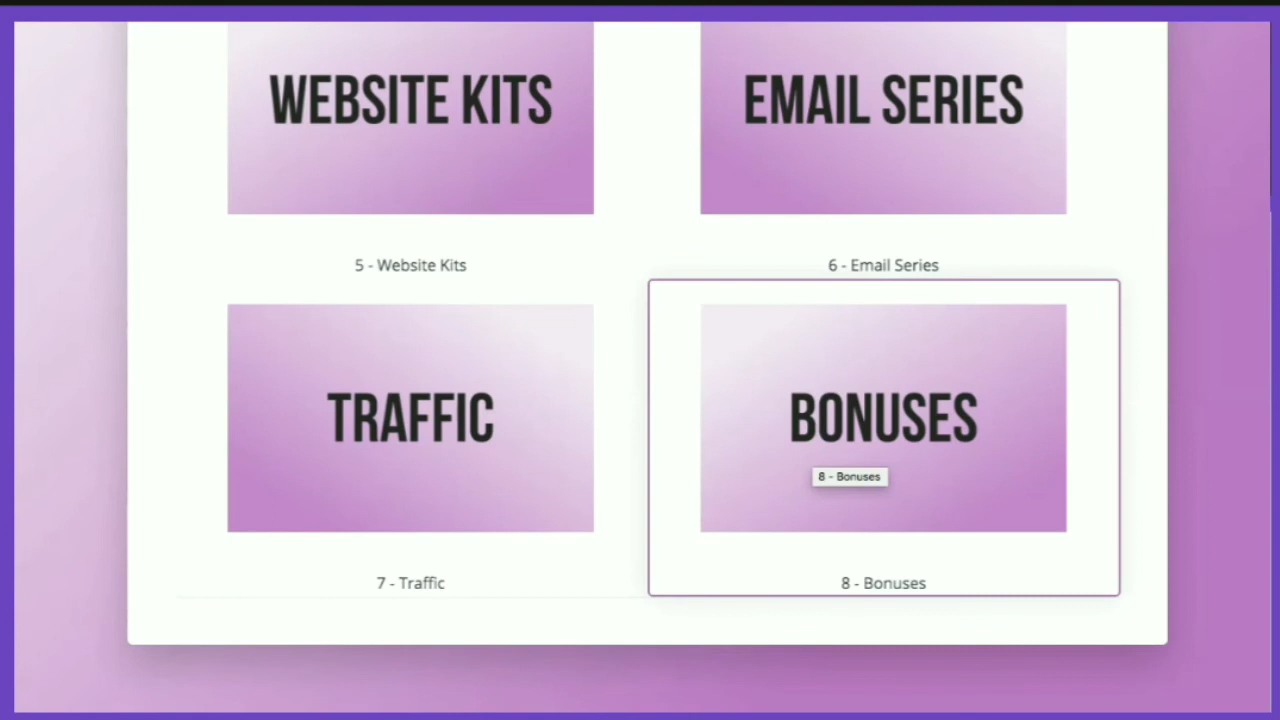 WEBSITE KITS
EMAIL SERIES
5 - Website Kits
6 - Email Series
TRAFFIC
BONUSES
8 - Bonuses
7 - Traffic
8 - Bonuses